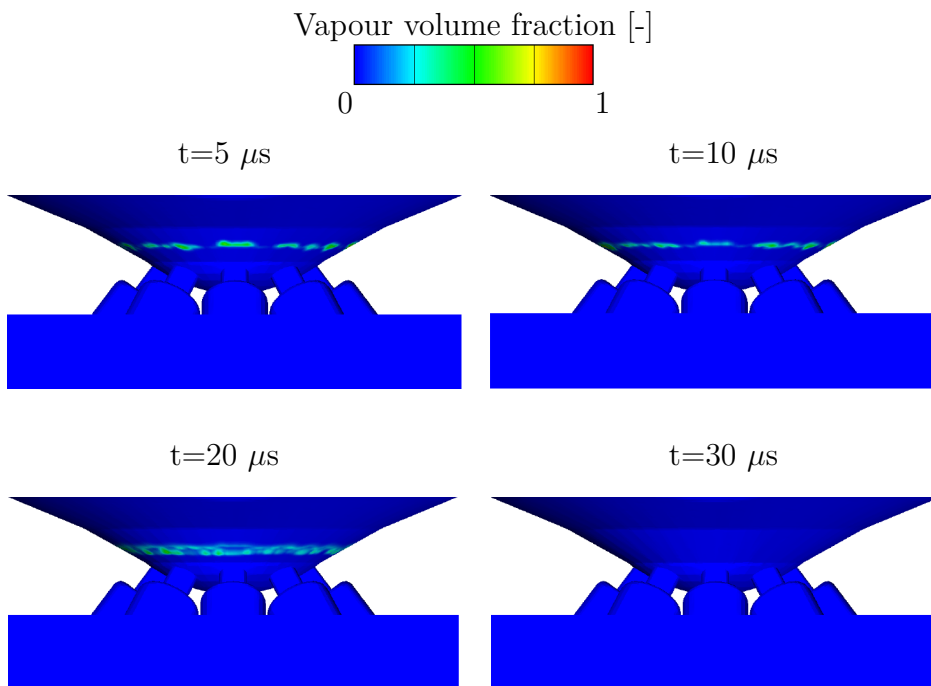 Vapour volume fraction [-]
0 1
t=5 μs t=10 μs
t=20 μs t=30 μs